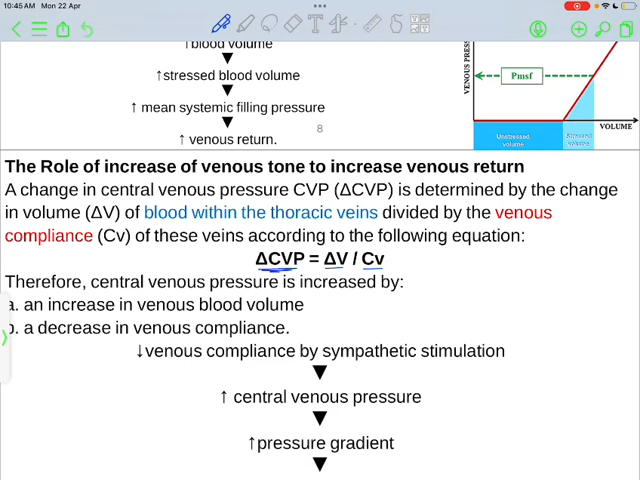 10:45 AM Mon 22 Apr
↑blood volume
▼
↑stressed blood volume
▼
↑ mean systemic filling pressure
▼
↑ venous return.
8
VENOUS PRESS
Pmsf
Unstressed volume
Stressed volume
VOLUME
The Role of increase of venous tone to increase venous return
A change in central venous pressure CVP (ΔCVP) is determined by the change
in volume (ΔV) of blood within the thoracic veins divided by the venous
compliance (Cv) of these veins according to the following equation:
ΔCVP = ΔV / Cv
Therefore, central venous pressure is increased by:
a. an increase in venous blood volume
b. a decrease in venous compliance.
↓venous compliance by sympathetic stimulation
▼
↑ central venous pressure
▼
↑pressure gradient
▼